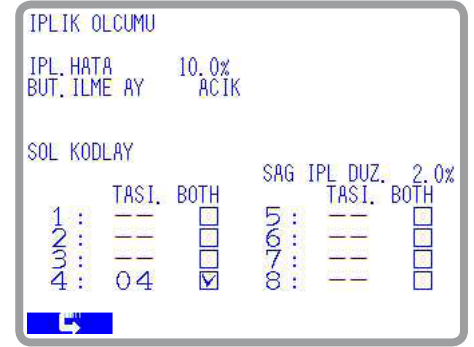 IPLIK OLCUMU
IPL.HATA 10.0%
BUT.ILME AY ACIK
SOL KODLAY
SAG IPL DUZ. 2.0%
TASI. BOTH TASI. BOTH
1: -- 5: --
2: -- 6: --
3: -- 7: --
4: 04 8: --